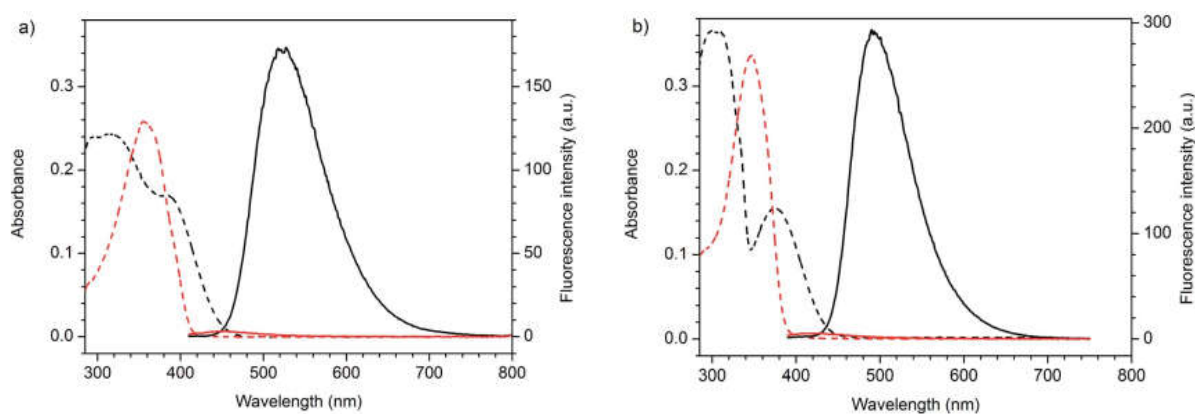 a)
Absorbance
0.3
0.2
0.1
0.0
300 400 500 600 700 800
Wavelength (nm)
150
100
50
0
Fluorescence intensity (a.u.)
b)
Absorbance
0.3
0.2
0.1
0.0
300 400 500 600 700 800
Wavelength (nm)
300
200
100
0
Fluorescence intensity (a.u.)